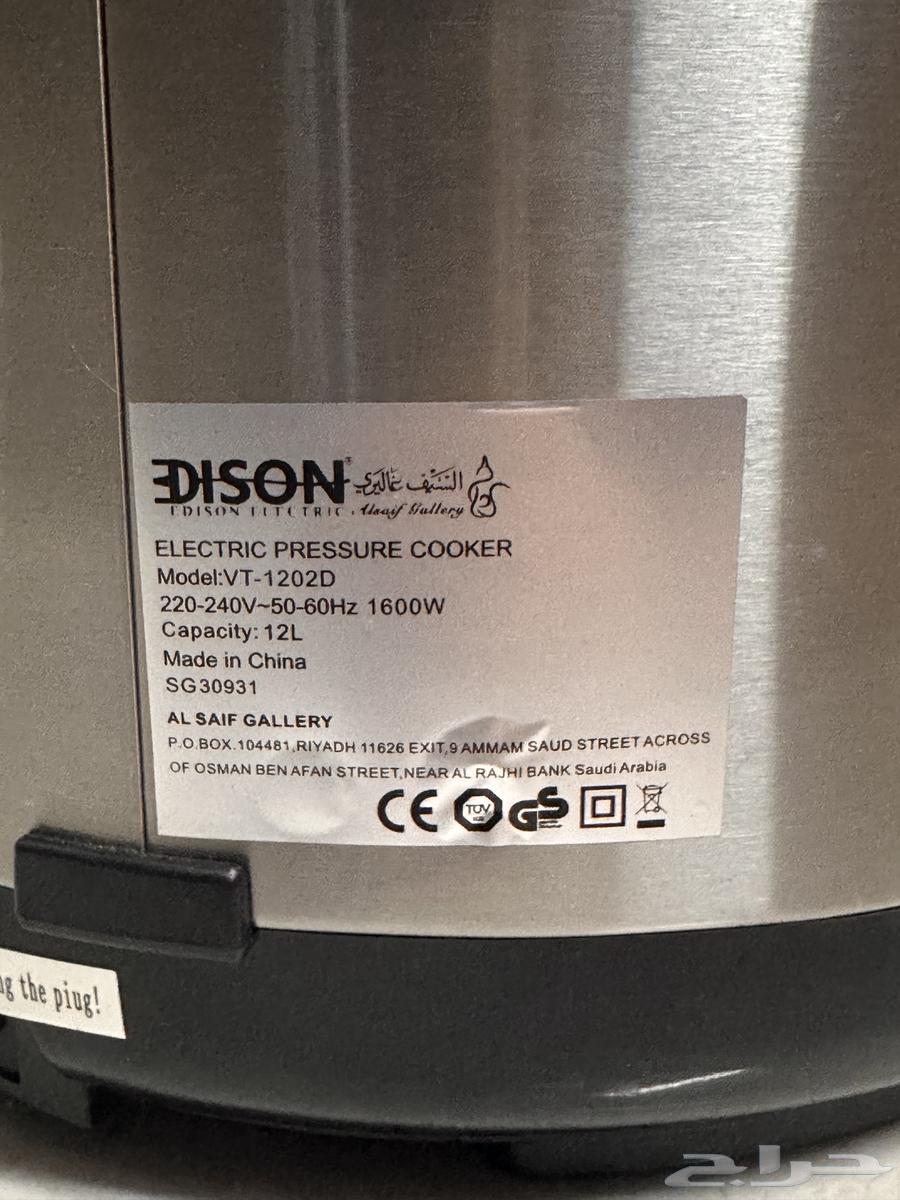 EDISON® السيف غاليري
EDISON ELECTRIC . Alsaif Gallery
ELECTRIC PRESSURE COOKER
Model:VT-1202D
220-240V~50-60Hz 1600W
Capacity: 12L
Made in China
SG30931
AL SAIF GALLERY
P.O.BOX.104481,RIYADH 11626 EXIT,9 AMMAM SAUD STREET ACROSS
OF OSMAN BEN AFAN STREET,NEAR AL RAJHI BANK Saudi Arabia
CE TUV GS
the piug!
حراج